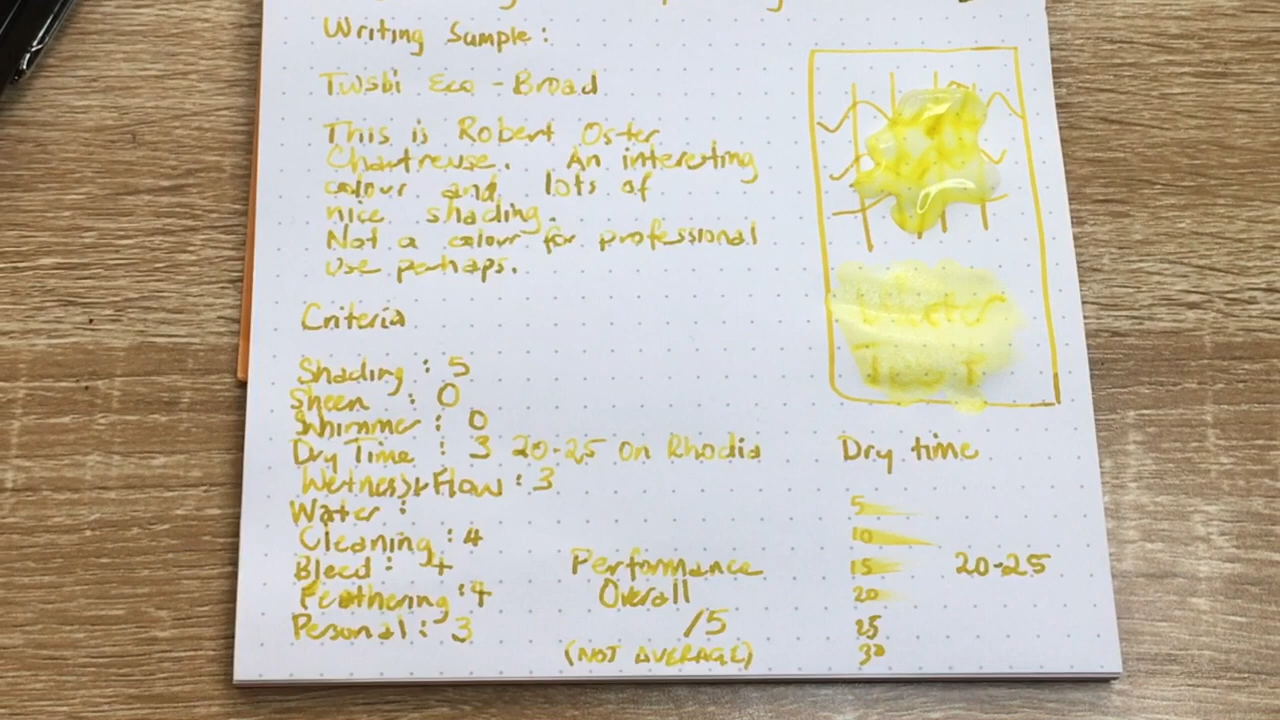 Writing Sample:
Twsbi Eco - Broad
This is Robert Oster
Chartreuse. An interesting
colour and lots of
nice shading.
Not a colour for professional
use perhaps.
Criteria
Shading : 5
Sheen : 0
Shimmer : 0
Dry Time : 3 20-25 on Rhodia
Wetness/Flow : 3
Water :
Cleaning : 4
Bleed : 4
Feathering : 4
Personal : 3
Performance
Overall
/5
(NOT AVERAGE)
Water
Test
Dry time
5
10
15
20
25
30
20-25